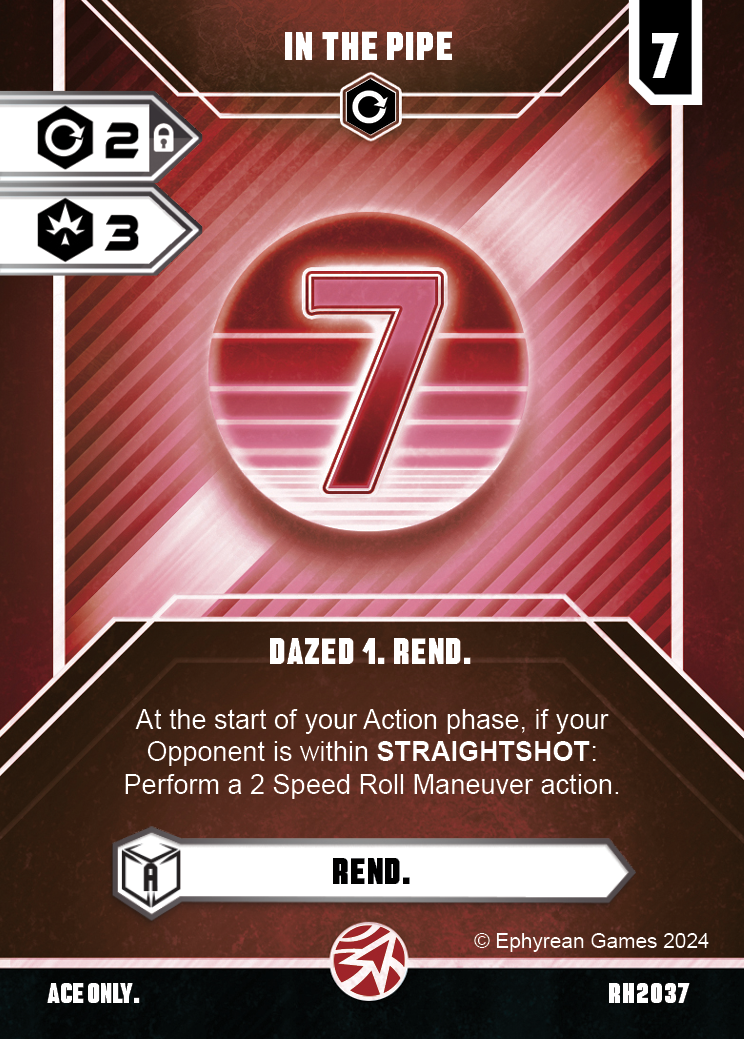 IN THE PIPE
7
2
3
7
DAZED 1. REND.
At the start of your Action phase, if your
Opponent is within STRAIGHTSHOT:
Perform a 2 Speed Roll Maneuver action.
A
REND.
© Ephyrean Games 2024
ACE ONLY.
RH2037